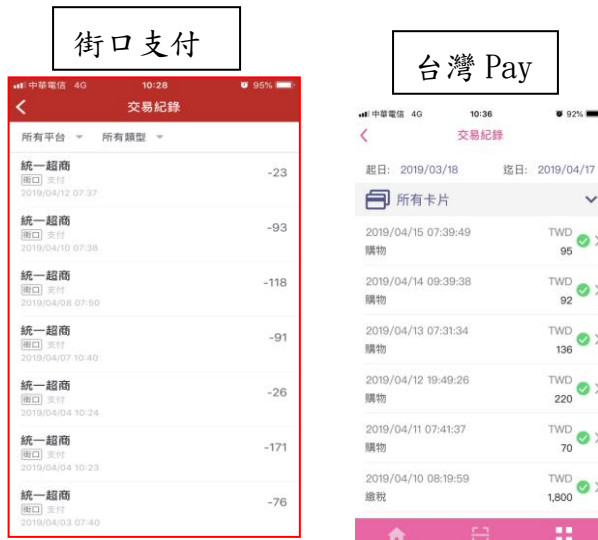 街口支付
中華電信 4G 10:28 95%
交易紀錄
所有平台 所有類型
統一超商
街口 支付
2019/04/12 07:37
-23
統一超商
街口 支付
2019/04/10 07:38
-93
統一超商
街口 支付
2019/04/08 07:50
-118
統一超商
街口 支付
2019/04/07 10:40
-91
統一超商
街口 支付
2019/04/04 10:24
-26
統一超商
街口 支付
2019/04/04 10:23
-171
統一超商
街口 支付
2019/04/03 07:40
-76
台灣 Pay
中華電信 4G 10:36 92%
交易記錄
起日: 2019/03/18 迄日: 2019/04/17
所有卡片
2019/04/15 07:39:49 TWD
購物 95
2019/04/14 09:39:38 TWD
購物 92
2019/04/13 07:31:34 TWD
購物 136
2019/04/12 19:49:26 TWD
購物 220
2019/04/11 07:41:37 TWD
購物 70
2019/04/10 08:19:59 TWD
繳稅 1,800